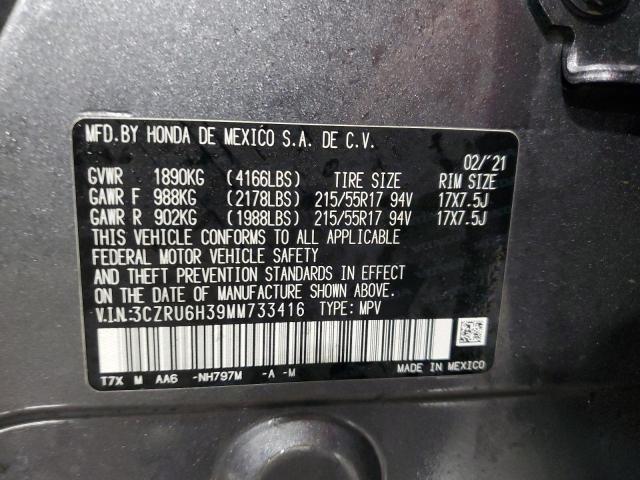 MFD.BY HONDA DE MEXICO S.A. DE C.V.
02/'21
GVWR 1890KG (4166LBS) TIRE SIZE RIM SIZE
GAWR F 988KG (2178LBS) 215/55R17 94V 17X7.5J
GAWR R 902KG (1988LBS) 215/55R17 94V 17X7.5J
THIS VEHICLE CONFORMS TO ALL APPLICABLE
FEDERAL MOTOR VEHICLE SAFETY
AND THEFT PREVENTION STANDARDS IN EFFECT
ON THE DATE OF MANUFACTURE SHOWN ABOVE.
V.I.N:3CZRU6H39MM733416 TYPE: MPV
T7X M AA6 -NH797M -A -M
MADE IN MEXICO